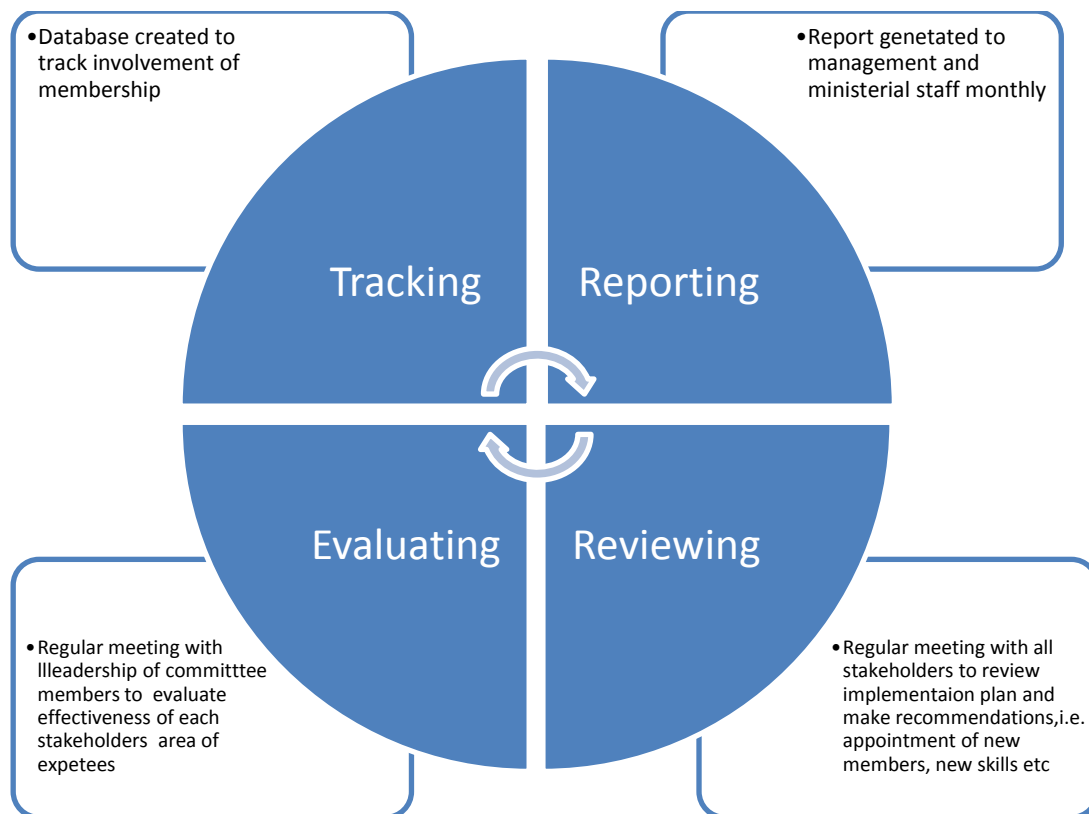 •Database created to
track involvement of
membership
•Report genetated to
management and
ministerial staff monthly
Tracking
Reporting
Evaluating
Reviewing
•Regular meeting with
llleadership of committtee
members to  evaluate
effectiveness of each
stakeholders  area of
expetees
•Regular meeting with all
stakeholders to review
implementaion plan and
make recommendations,i.e.
appointment of new
members, new skills etc